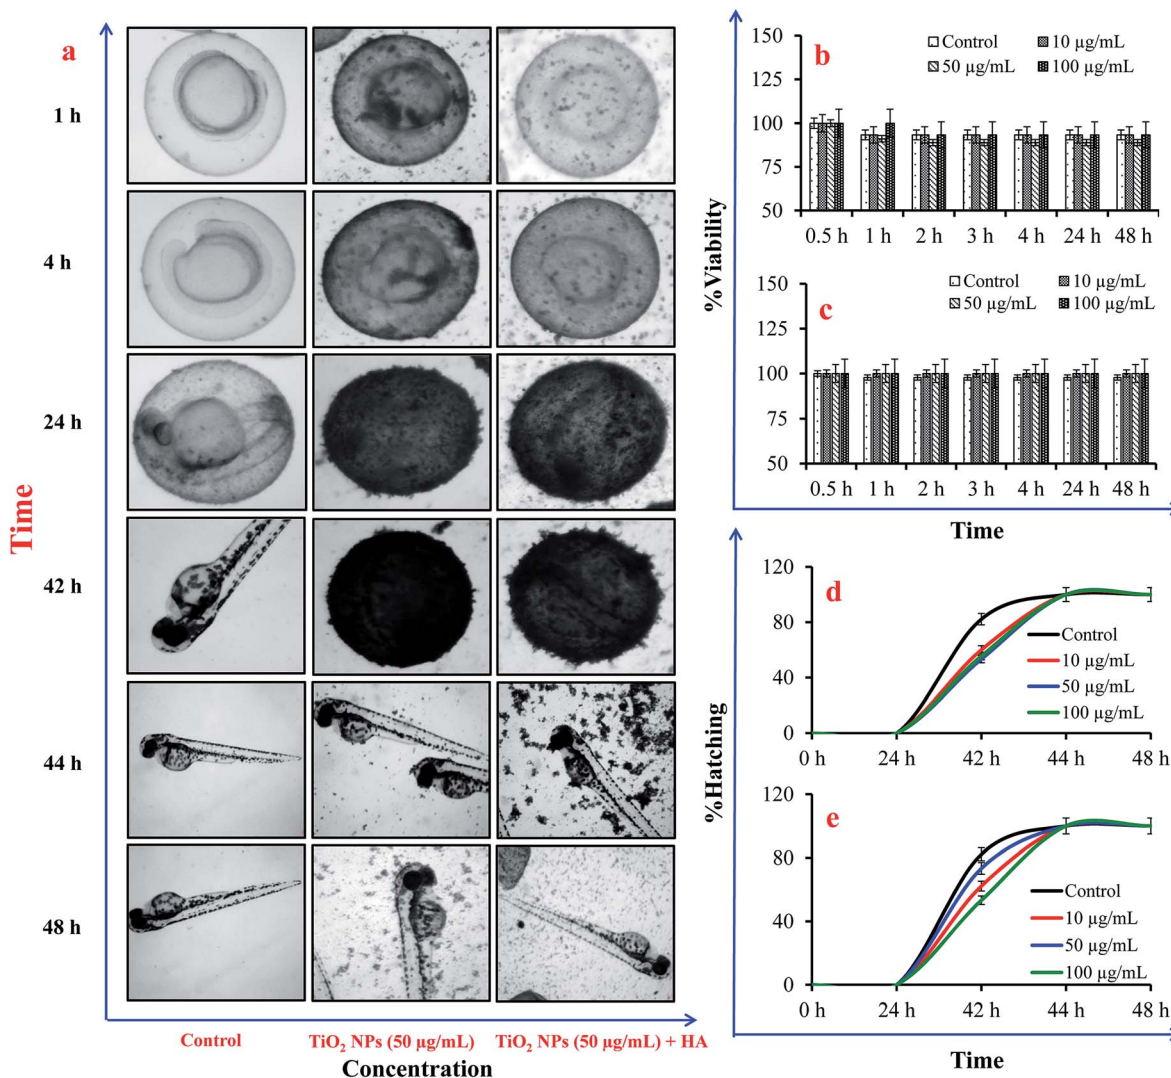 a
1 h
4 h
24 h
42 h
44 h
48 h
Time
Control
TiO₂ NPs (50 µg/mL)
TiO₂ NPs (50 µg/mL) + HA
Concentration
%Viability
b
Control
10 µg/mL
50 µg/mL
100 µg/mL
150
125
100
75
50
0.5 h 1 h 2 h 3 h 4 h 24 h 48 h
c
Control
10 µg/mL
50 µg/mL
100 µg/mL
150
125
100
75
50
0.5 h 1 h 2 h 3 h 4 h 24 h 48 h
Time
%Hatching
d
120
80
40
0
Control
10 µg/mL
50 µg/mL
100 µg/mL
0 h 24 h 42 h 44 h 48 h
e
120
80
40
0
Control
10 µg/mL
50 µg/mL
100 µg/mL
0 h 24 h 42 h 44 h 48 h
Time